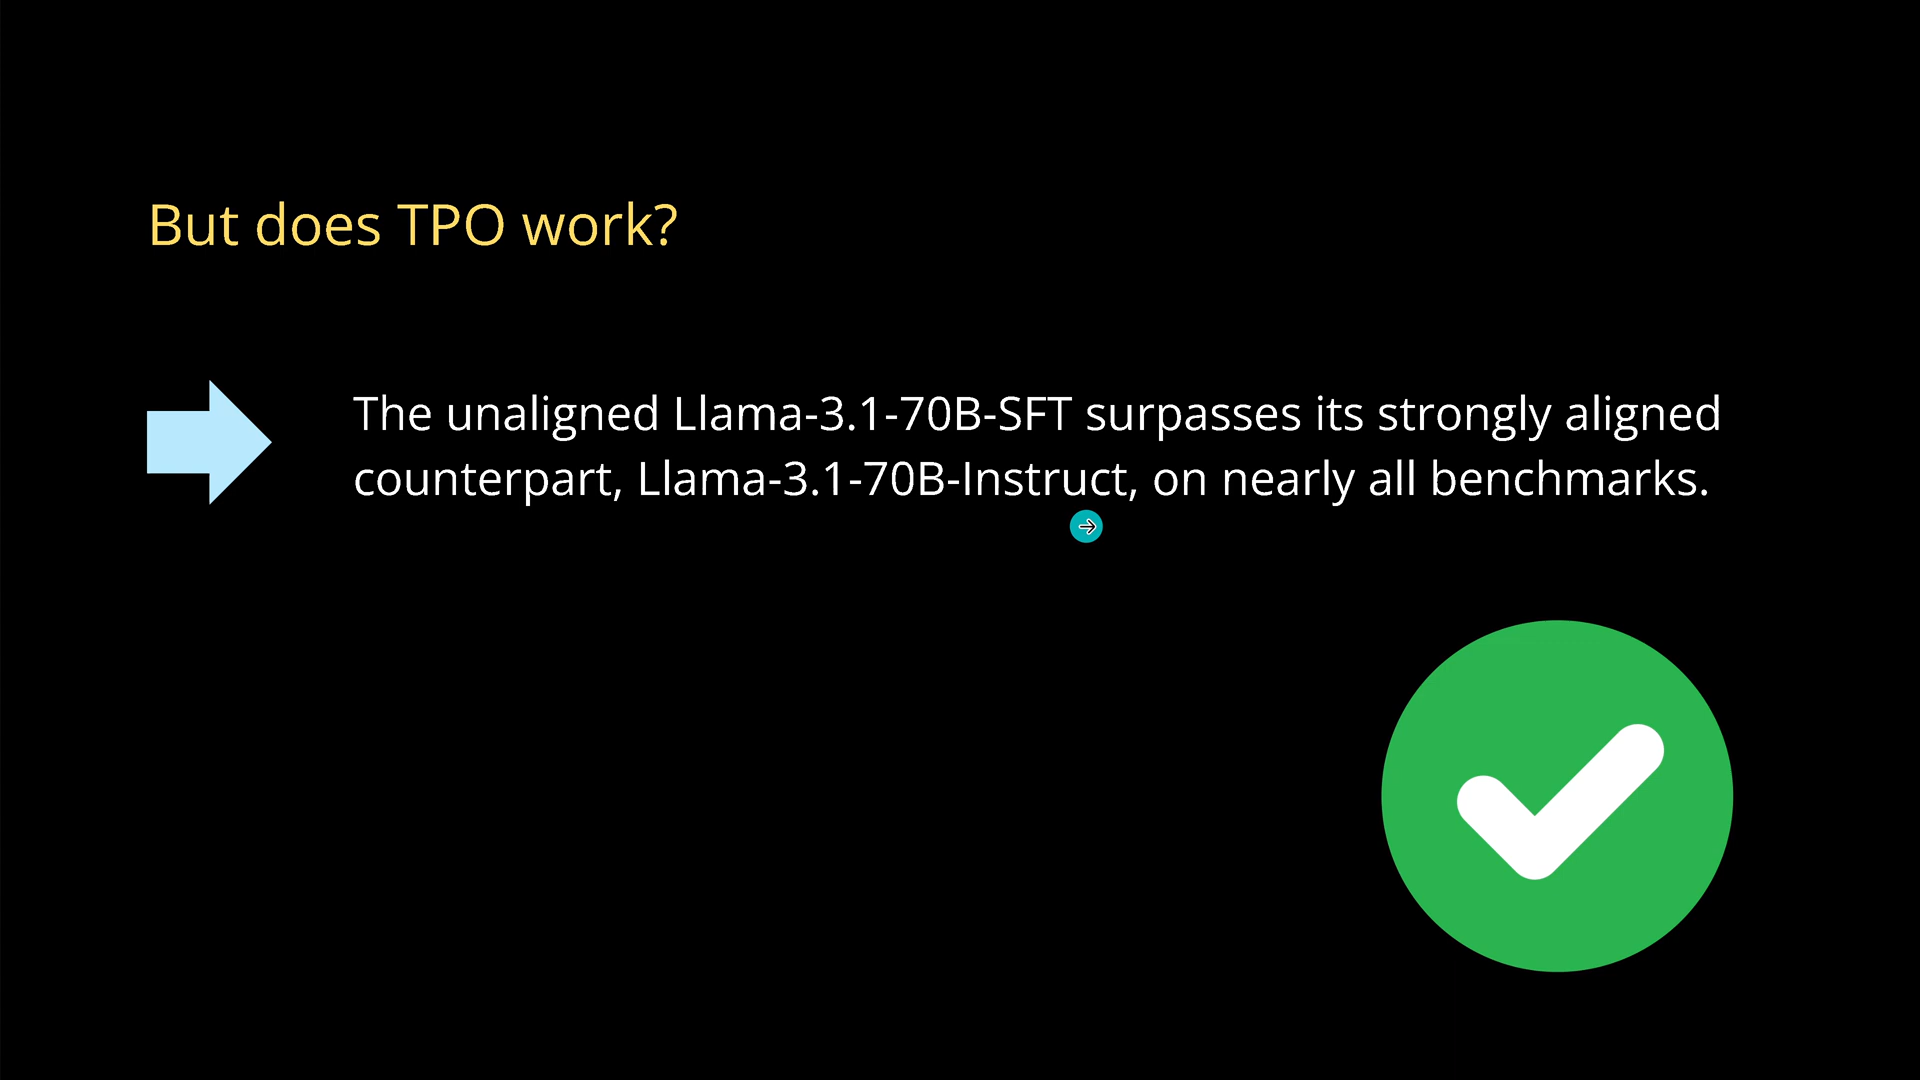 But does TPO work?
The unaligned Llama-3.1-70B-SFT surpasses its strongly aligned
counterpart, Llama-3.1-70B-Instruct, on nearly all benchmarks.